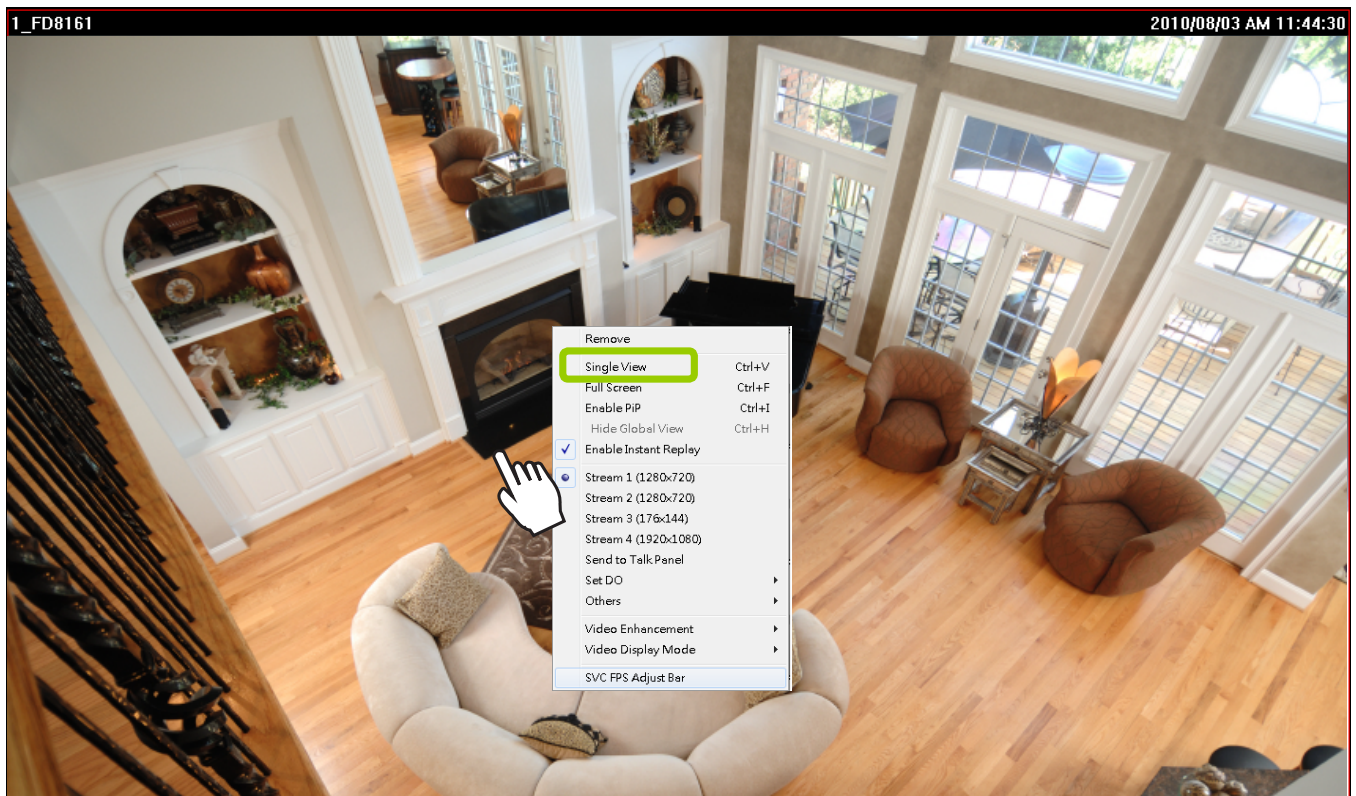 1_FD8161 2010/08/03 AM 11:44:30
Remove
Single View Ctrl+V
Full Screen Ctrl+F
Enable PiP Ctrl+I
Hide Global View Ctrl+H
Enable Instant Replay
Stream 1 (1280x720)
Stream 2 (1280x720)
Stream 3 (176x144)
Stream 4 (1920x1080)
Send to Talk Panel
Set DO
Others
Video Enhancement
Video Display Mode
SVC FPS Adjust Bar